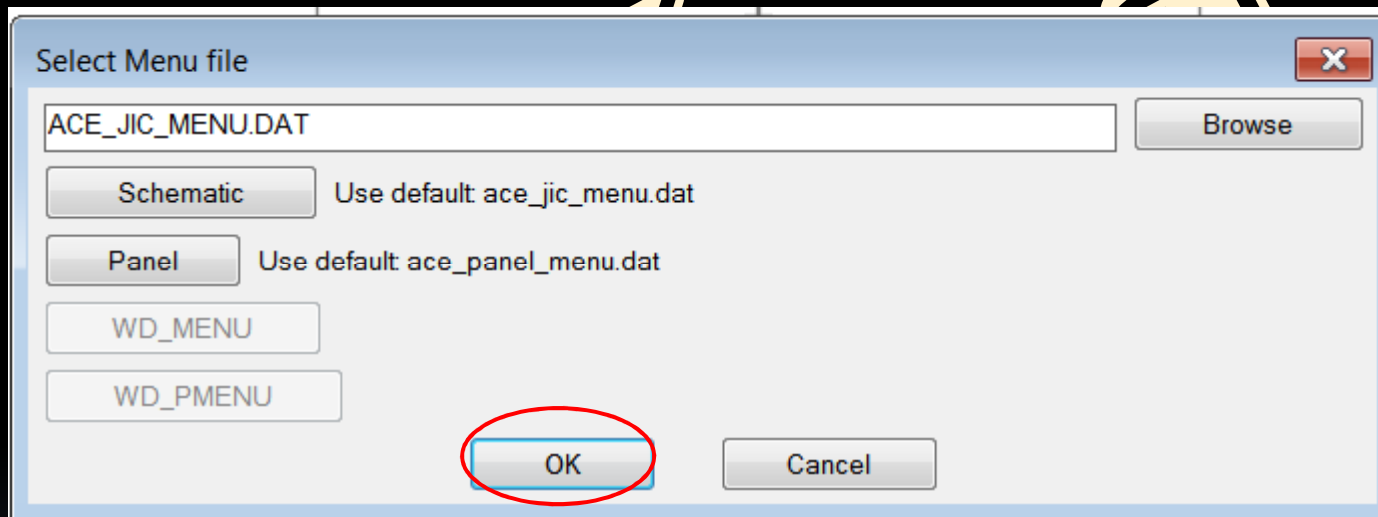 Select Menu file
ACE_JIC_MENU.DAT
Browse
Schematic Use default: ace_jic_menu.dat
Panel Use default: ace_panel_menu.dat
WD_MENU
WD_PMENU
OK Cancel